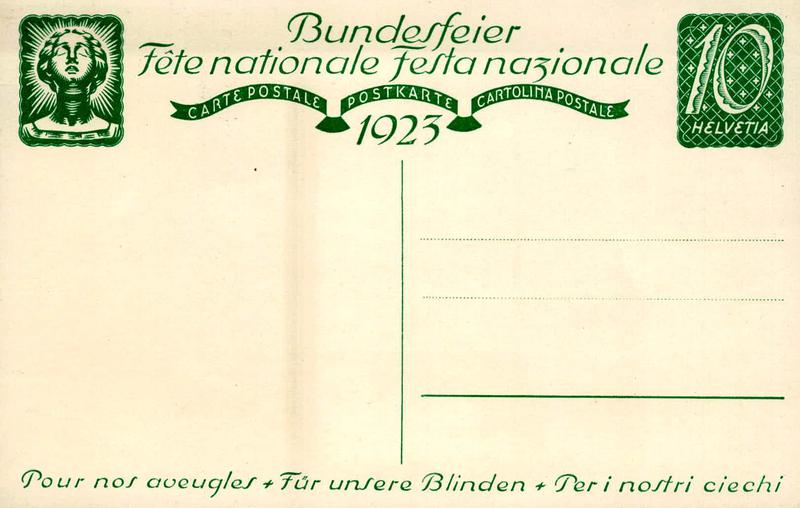 Bundesfeier
Fête nationale Festa nazionale
CARTE POSTALE POSTKARTE CARTOLINA POSTALE
1923
10
HELVETIA
Pour nos aveugles + Für unsere Blinden + Per i nostri ciechi